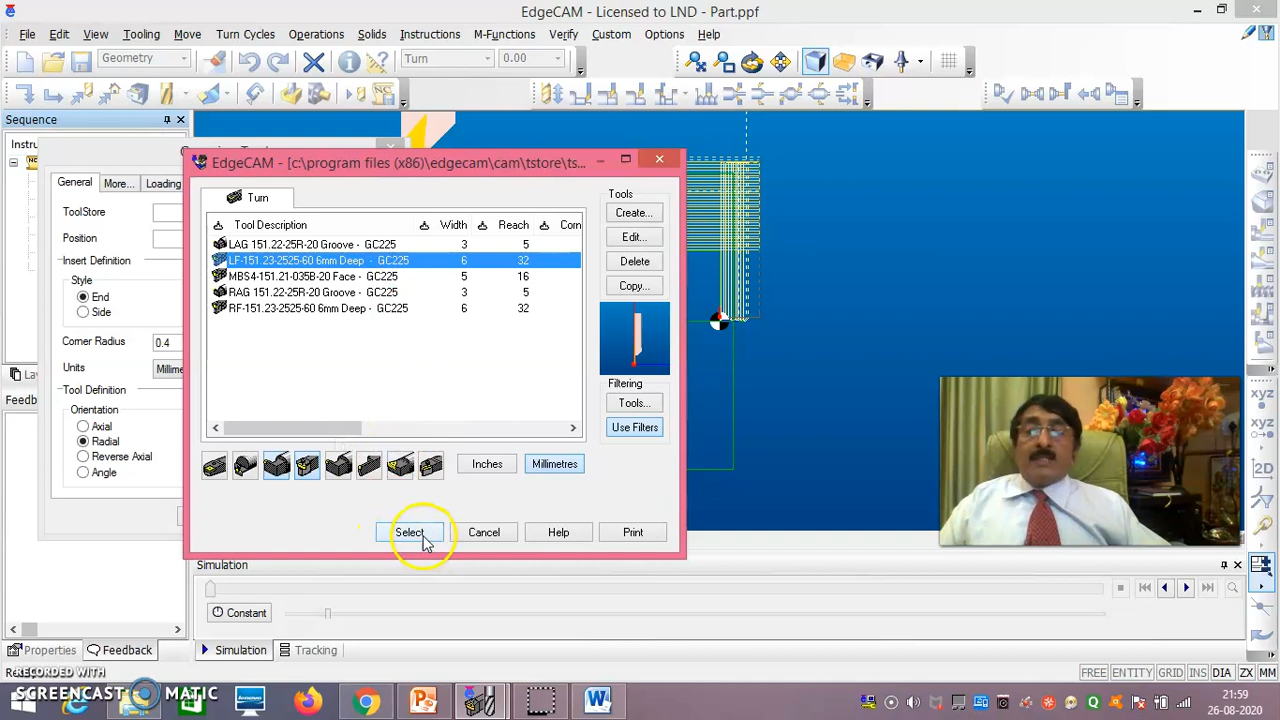 EdgeCAM - Licensed to LND - Part.ppf
File Edit View Tooling Move Turn Cycles Operations Solids Instructions M-Functions Verify Custom Options Help
Geometry Turn 0.00
Sequence
EdgeCAM - [c:\program files (x86)\edgecam\cam\tstore\ts...
General More... Loading
ToolStore
Position
Insert Definition
Style
End
Side
Corner Radius 0.4
Units Millime
Tool Definition
Orientation
Axial
Radial
Reverse Axial
Angle
Turn
Tool Description Width Reach Corn
LAG 151.22-25R-20 Groove - GC225 3 5
LF-151.23-2525-60 6mm Deep - GC225 6 32
MBS4-151.21-035B-20 Face - GC225 5 16
RAG 151.22-25R-20 Groove - GC225 3 5
RF-151.23-2525-60 6mm Deep - GC225 6 32
Tools
Create...
Edit...
Delete
Copy...
Filtering
Tools...
Use Filters
Inches Millimetres
Select Cancel Help Print
Simulation
Constant
Properties Feedback Simulation Tracking
FREE ENTITY GRID INS DIA ZX MM
RECORDED WITH
SCREENCAST MATIC
21:59
26-08-2020